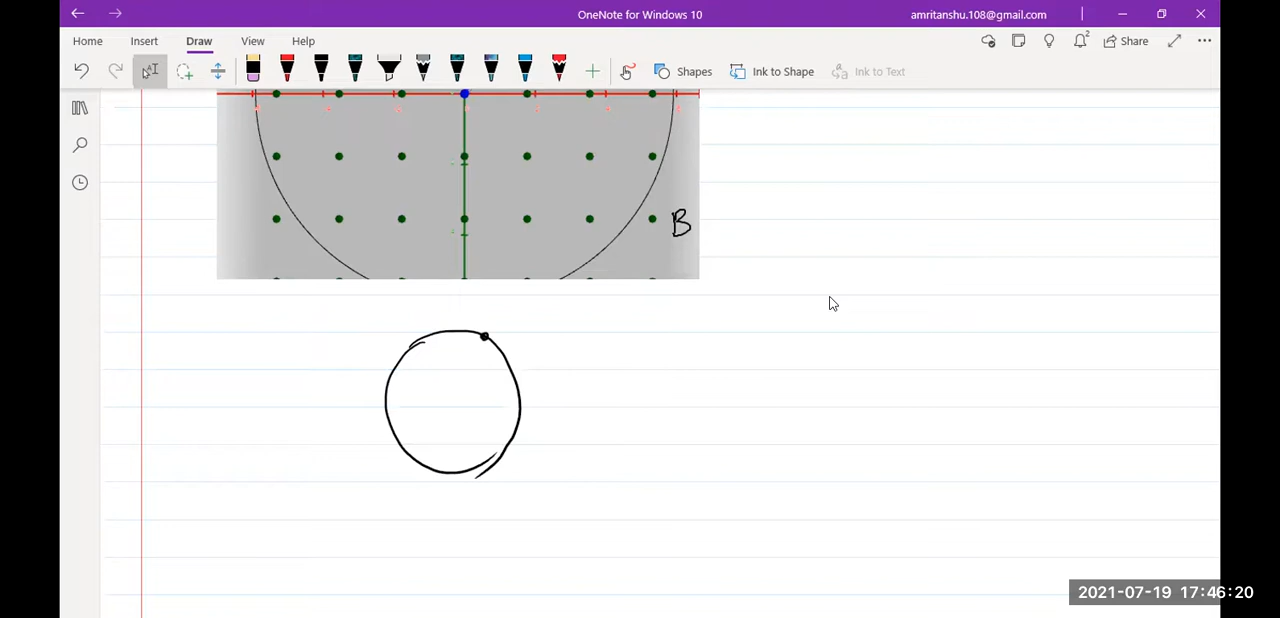 OneNote for Windows 10
amritanshu.108@gmail.com
Home Insert Draw View Help
2 Share
Shapes Ink to Shape Ink to Text
B
2021-07-19 17:46:20